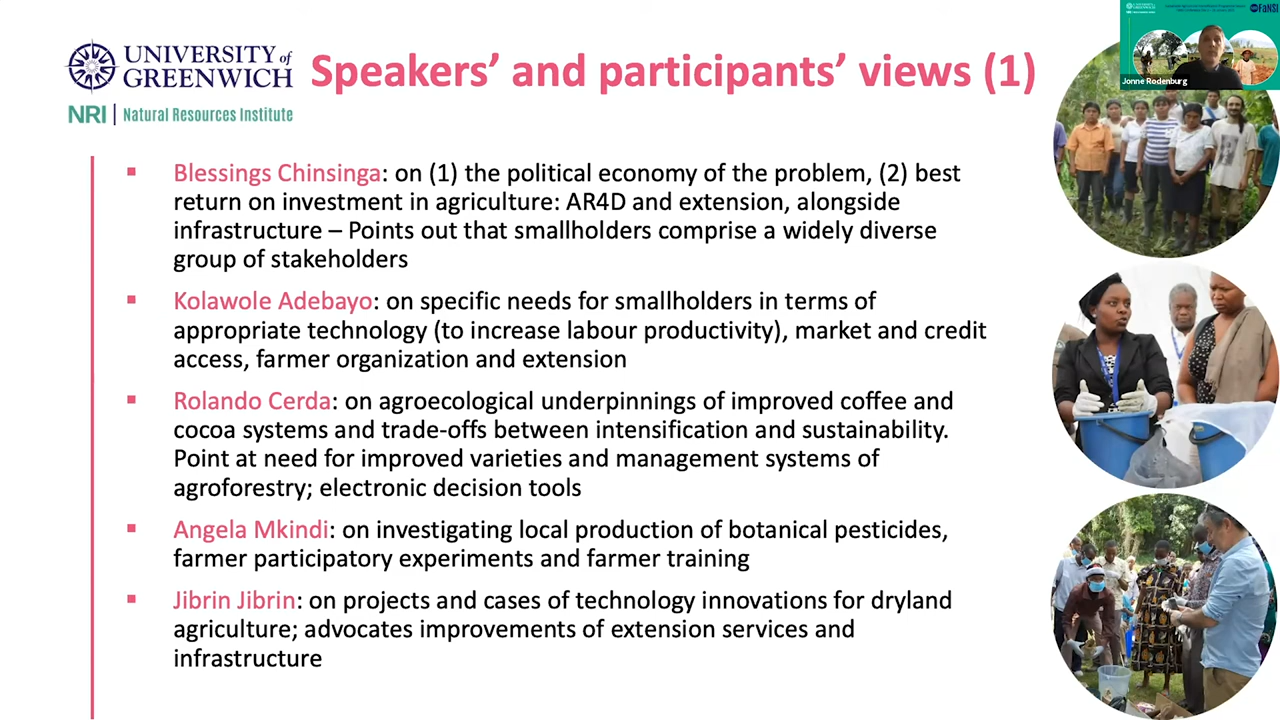 UNIVERSITY of
GREENWICH
NRI | Natural Resources Institute
Speakers’ and participants’ views (1)
▪ Blessings Chinsinga: on (1) the political economy of the problem, (2) best
return on investment in agriculture: AR4D and extension, alongside
infrastructure – Points out that smallholders comprise a widely diverse
group of stakeholders
▪ Kolawole Adebayo: on specific needs for smallholders in terms of
appropriate technology (to increase labour productivity), market and credit
access, farmer organization and extension
▪ Rolando Cerda: on agroecological underpinnings of improved coffee and
cocoa systems and trade-offs between intensification and sustainability.
Point at need for improved varieties and management systems of
agroforestry; electronic decision tools
▪ Angela Mkindi: on investigating local production of botanical pesticides,
farmer participatory experiments and farmer training
▪ Jibrin Jibrin: on projects and cases of technology innovations for dryland
agriculture; advocates improvements of extension services and
infrastructure
FaNSI
Jonne Rodenburg